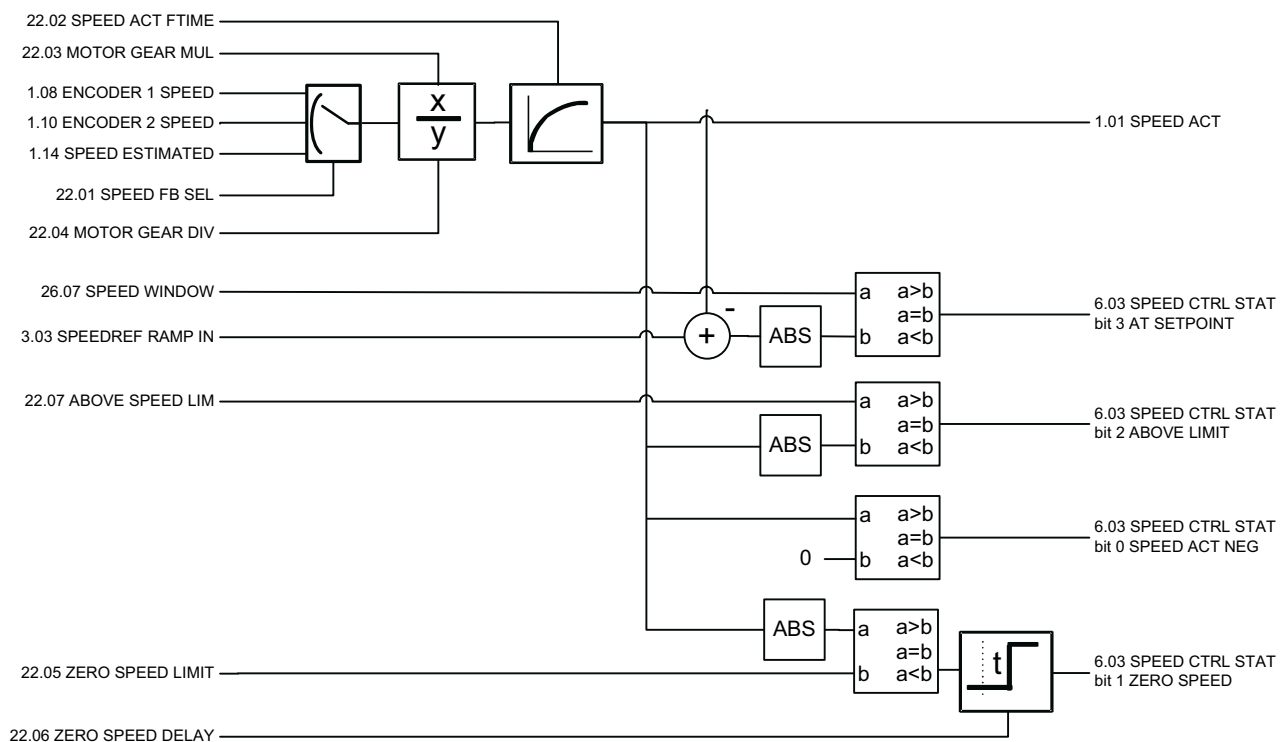 22.02 SPEED ACT FTIME
22.03 MOTOR GEAR MUL
1.08 ENCODER 1 SPEED
1.10 ENCODER 2 SPEED
1.14 SPEED ESTIMATED
22.01 SPEED FB SEL
22.04 MOTOR GEAR DIV
x
y
1.01 SPEED ACT
26.07 SPEED WINDOW
3.03 SPEEDREF RAMP IN
+
-
ABS
a a>b
a=b
b a<b
6.03 SPEED CTRL STAT
bit 3 AT SETPOINT
22.07 ABOVE SPEED LIM
ABS
a a>b
a=b
b a<b
6.03 SPEED CTRL STAT
bit 2 ABOVE LIMIT
0
a a>b
a=b
b a<b
6.03 SPEED CTRL STAT
bit 0 SPEED ACT NEG
ABS
a a>b
a=b
b a<b
t
6.03 SPEED CTRL STAT
bit 1 ZERO SPEED
22.05 ZERO SPEED LIMIT
22.06 ZERO SPEED DELAY